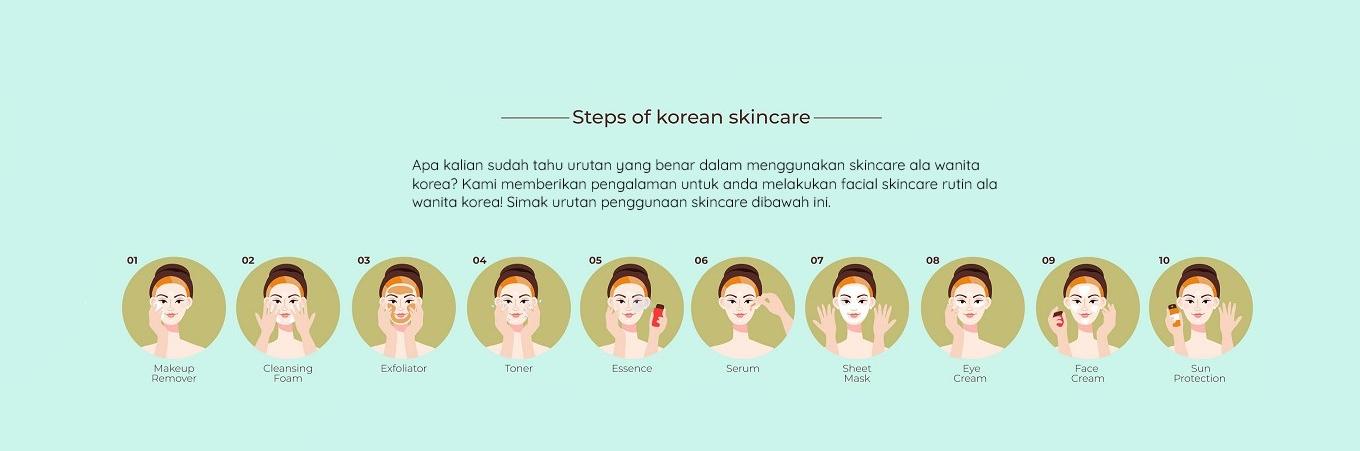 Steps of korean skincare
Apa kalian sudah tahu urutan yang benar dalam menggunakan skincare ala wanita
korea? Kami memberikan pengalaman untuk anda melakukan facial skincare rutin ala
wanita korea! Simak urutan penggunaan skincare dibawah ini.
01
Makeup
Remover
02
Cleansing
Foam
03
Exfoliator
04
Toner
05
Essence
06
Serum
07
Sheet
Mask
08
Eye
Cream
09
Face
Cream
10
Sun
Protection